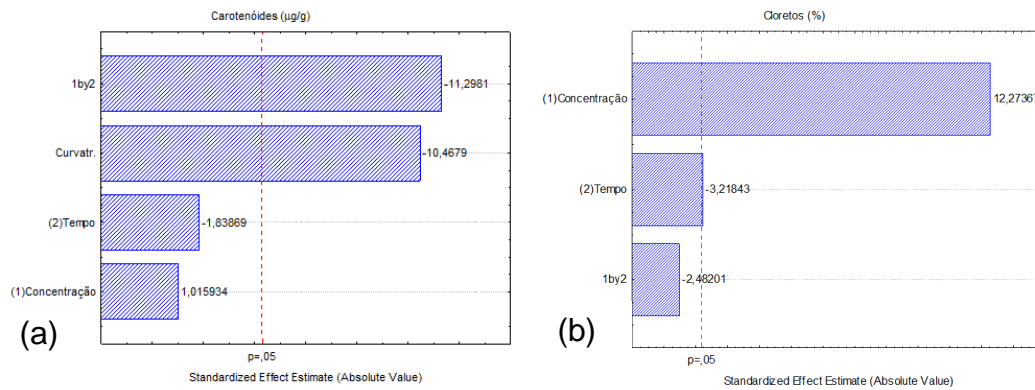 Carotenóides (µg/g)
1by2
-11,2981
Curvatr.
-10,4679
(2)Tempo
-1,83869
(1)Concentração
1,015934
(a)
p=,05
Standardized Effect Estimate (Absolute Value)
Cloretos (%)
(1)Concentração
12,27367
(2)Tempo
-3,21843
1by2
-2,48201
(b)
p=,05
Standardized Effect Estimate (Absolute Value)